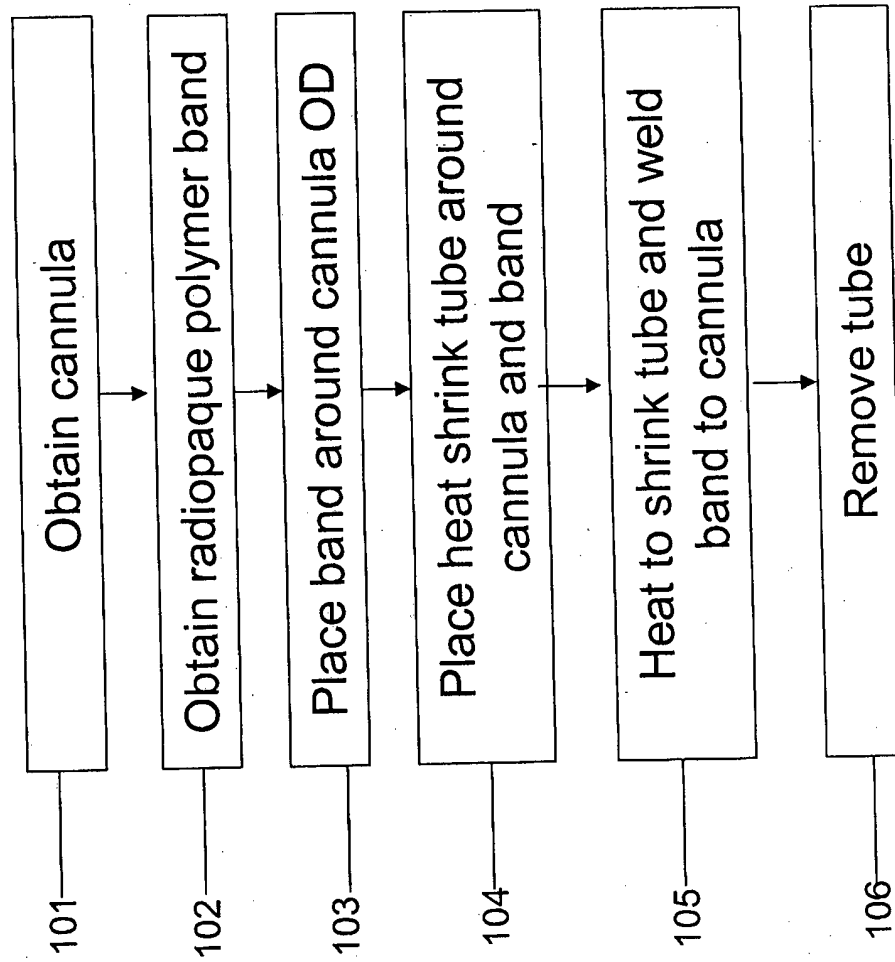 101
Obtain cannula
102
Obtain radiopaque polymer band
103
Place band around cannula OD
104
Place heat shrink tube around
cannula and band
105
Heat to shrink tube and weld
band to cannula
106
Remove tube